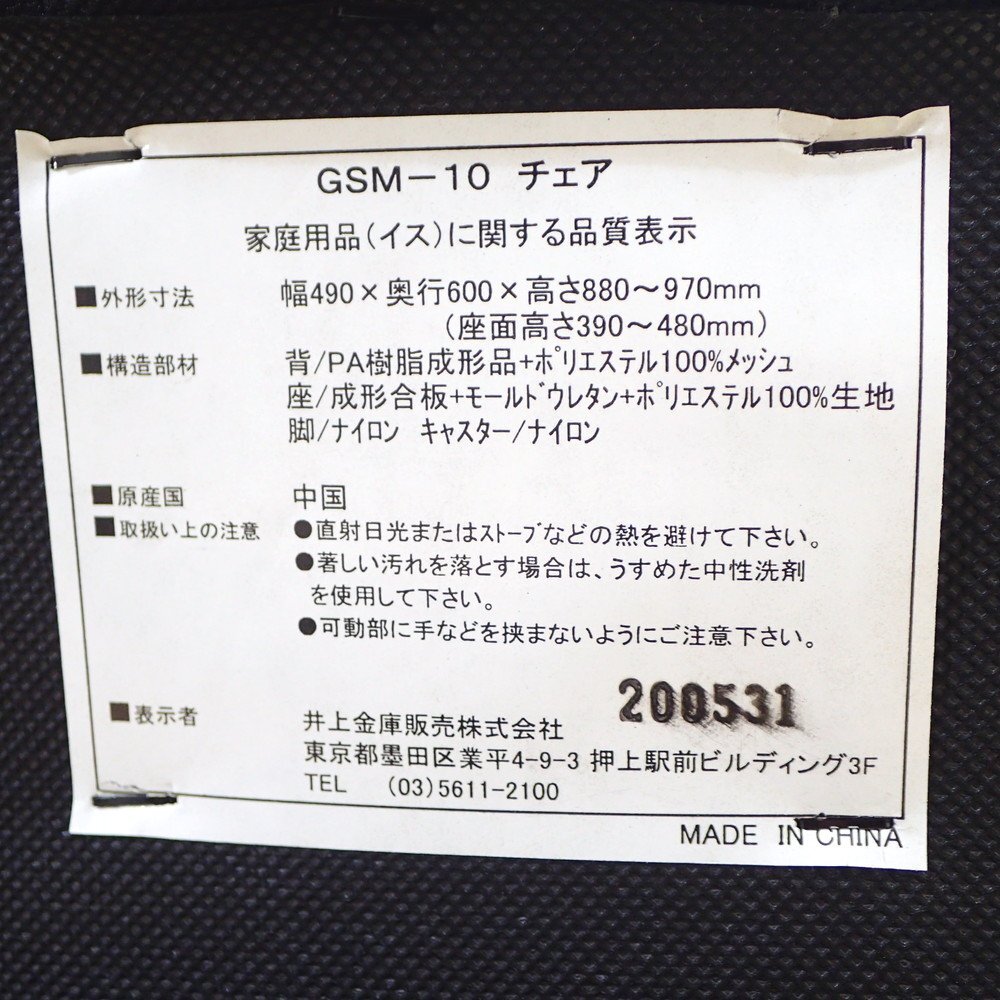 GSM-10 チェア
家庭用品(イス)に関する品質表示
■外形寸法 幅490×奥行600×高さ880~970mm
(座面高さ390~480mm)
■構造部材 背/PA樹脂成形品+ポリエステル100%メッシュ
座/成形合板+モールドウレタン+ポリエステル100%生地
脚/ナイロン キャスター/ナイロン
■原産国 中国
■取扱い上の注意 ●直射日光またはストーブなどの熱を避けて下さい。
●著しい汚れを落とす場合は、うすめた中性洗剤
を使用して下さい。
●可動部に手などを挟まないようにご注意下さい。
200531
■表示者 井上金庫販売株式会社
東京都墨田区業平4-9-3 押上駅前ビルディング3F
TEL (03)5611-2100
MADE IN CHINA